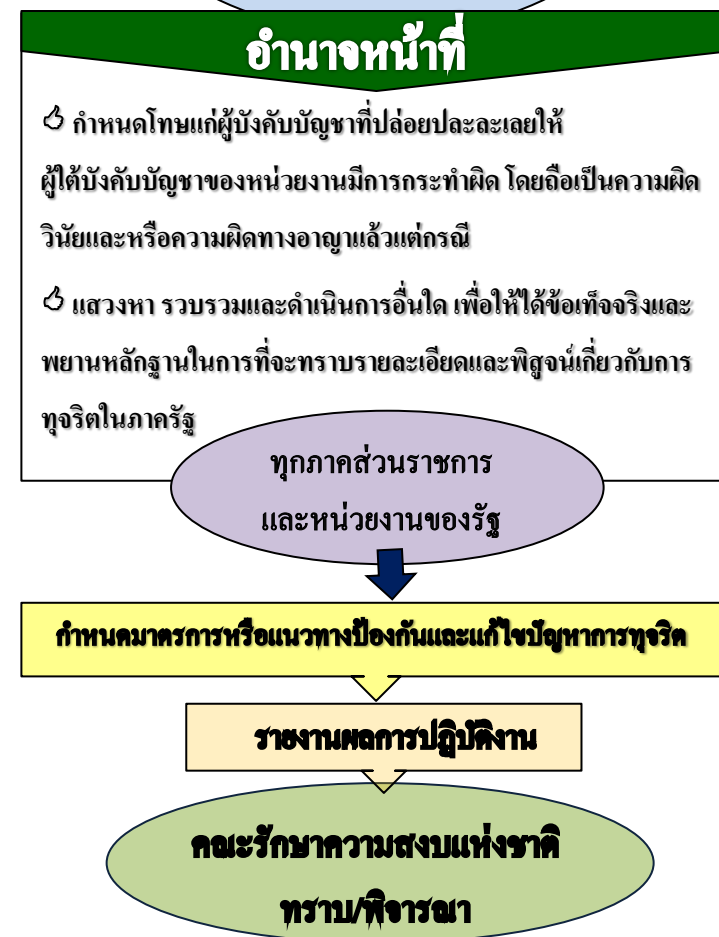 อำนาจหน้าที่
กำหนดโทษแก่ผู้บังคับบัญชาที่ปล่อยปละละเลยให้
ผู้ใต้บังคับบัญชาของหน่วยงานมีการกระทำผิด โดยถือเป็นความผิด
วินัยและหรือความผิดทางอาญาแล้วแต่กรณี
แสวงหา รวบรวมและดำเนินการอื่นใด เพื่อให้ได้ข้อเท็จจริงและ
พยานหลักฐานในการที่จะทราบรายละเอียดและพิสูจน์เกี่ยวกับการ
ทุจริตในภาครัฐ
ทุกภาคส่วนราชการ
และหน่วยงานของรัฐ
กำหนดมาตรการหรือแนวทางป้องกันและแก้ไขปัญหาการทุจริต
รายงานผลการปฏิบัติงาน
คณะรักษาความสงบแห่งชาติ
ทราบ/พิจารณา